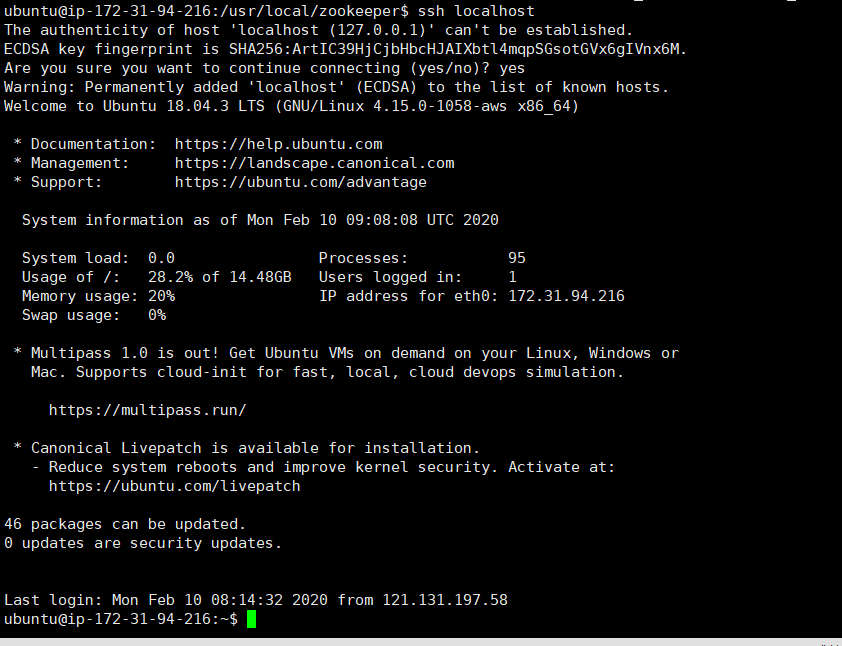 ubuntu@ip-172-31-94-216:/usr/local/zookeeper$ ssh localhost
The authenticity of host 'localhost (127.0.0.1)' can't be established.
ECDSA key fingerprint is SHA256:ArtIC39HjCjbHbcHJAIXbtl4mqpSGsotGVx6gIVnx6M.
Are you sure you want to continue connecting (yes/no)? yes
Warning: Permanently added 'localhost' (ECDSA) to the list of known hosts.
Welcome to Ubuntu 18.04.3 LTS (GNU/Linux 4.15.0-1058-aws x86_64)
* Documentation:  https://help.ubuntu.com
* Management:     https://landscape.canonical.com
* Support:        https://ubuntu.com/advantage
System information as of Mon Feb 10 09:08:08 UTC 2020
System load:  0.0                Processes:           95
Usage of /:   28.2% of 14.48GB   Users logged in:     1
Memory usage: 20%                IP address for eth0: 172.31.94.216
Swap usage:   0%
* Multipass 1.0 is out! Get Ubuntu VMs on demand on your Linux, Windows or
Mac. Supports cloud-init for fast, local, cloud devops simulation.
https://multipass.run/
* Canonical Livepatch is available for installation.
- Reduce system reboots and improve kernel security. Activate at:
https://ubuntu.com/livepatch
46 packages can be updated.
0 updates are security updates.
Last login: Mon Feb 10 08:14:32 2020 from 121.131.197.58
ubuntu@ip-172-31-94-216:~$